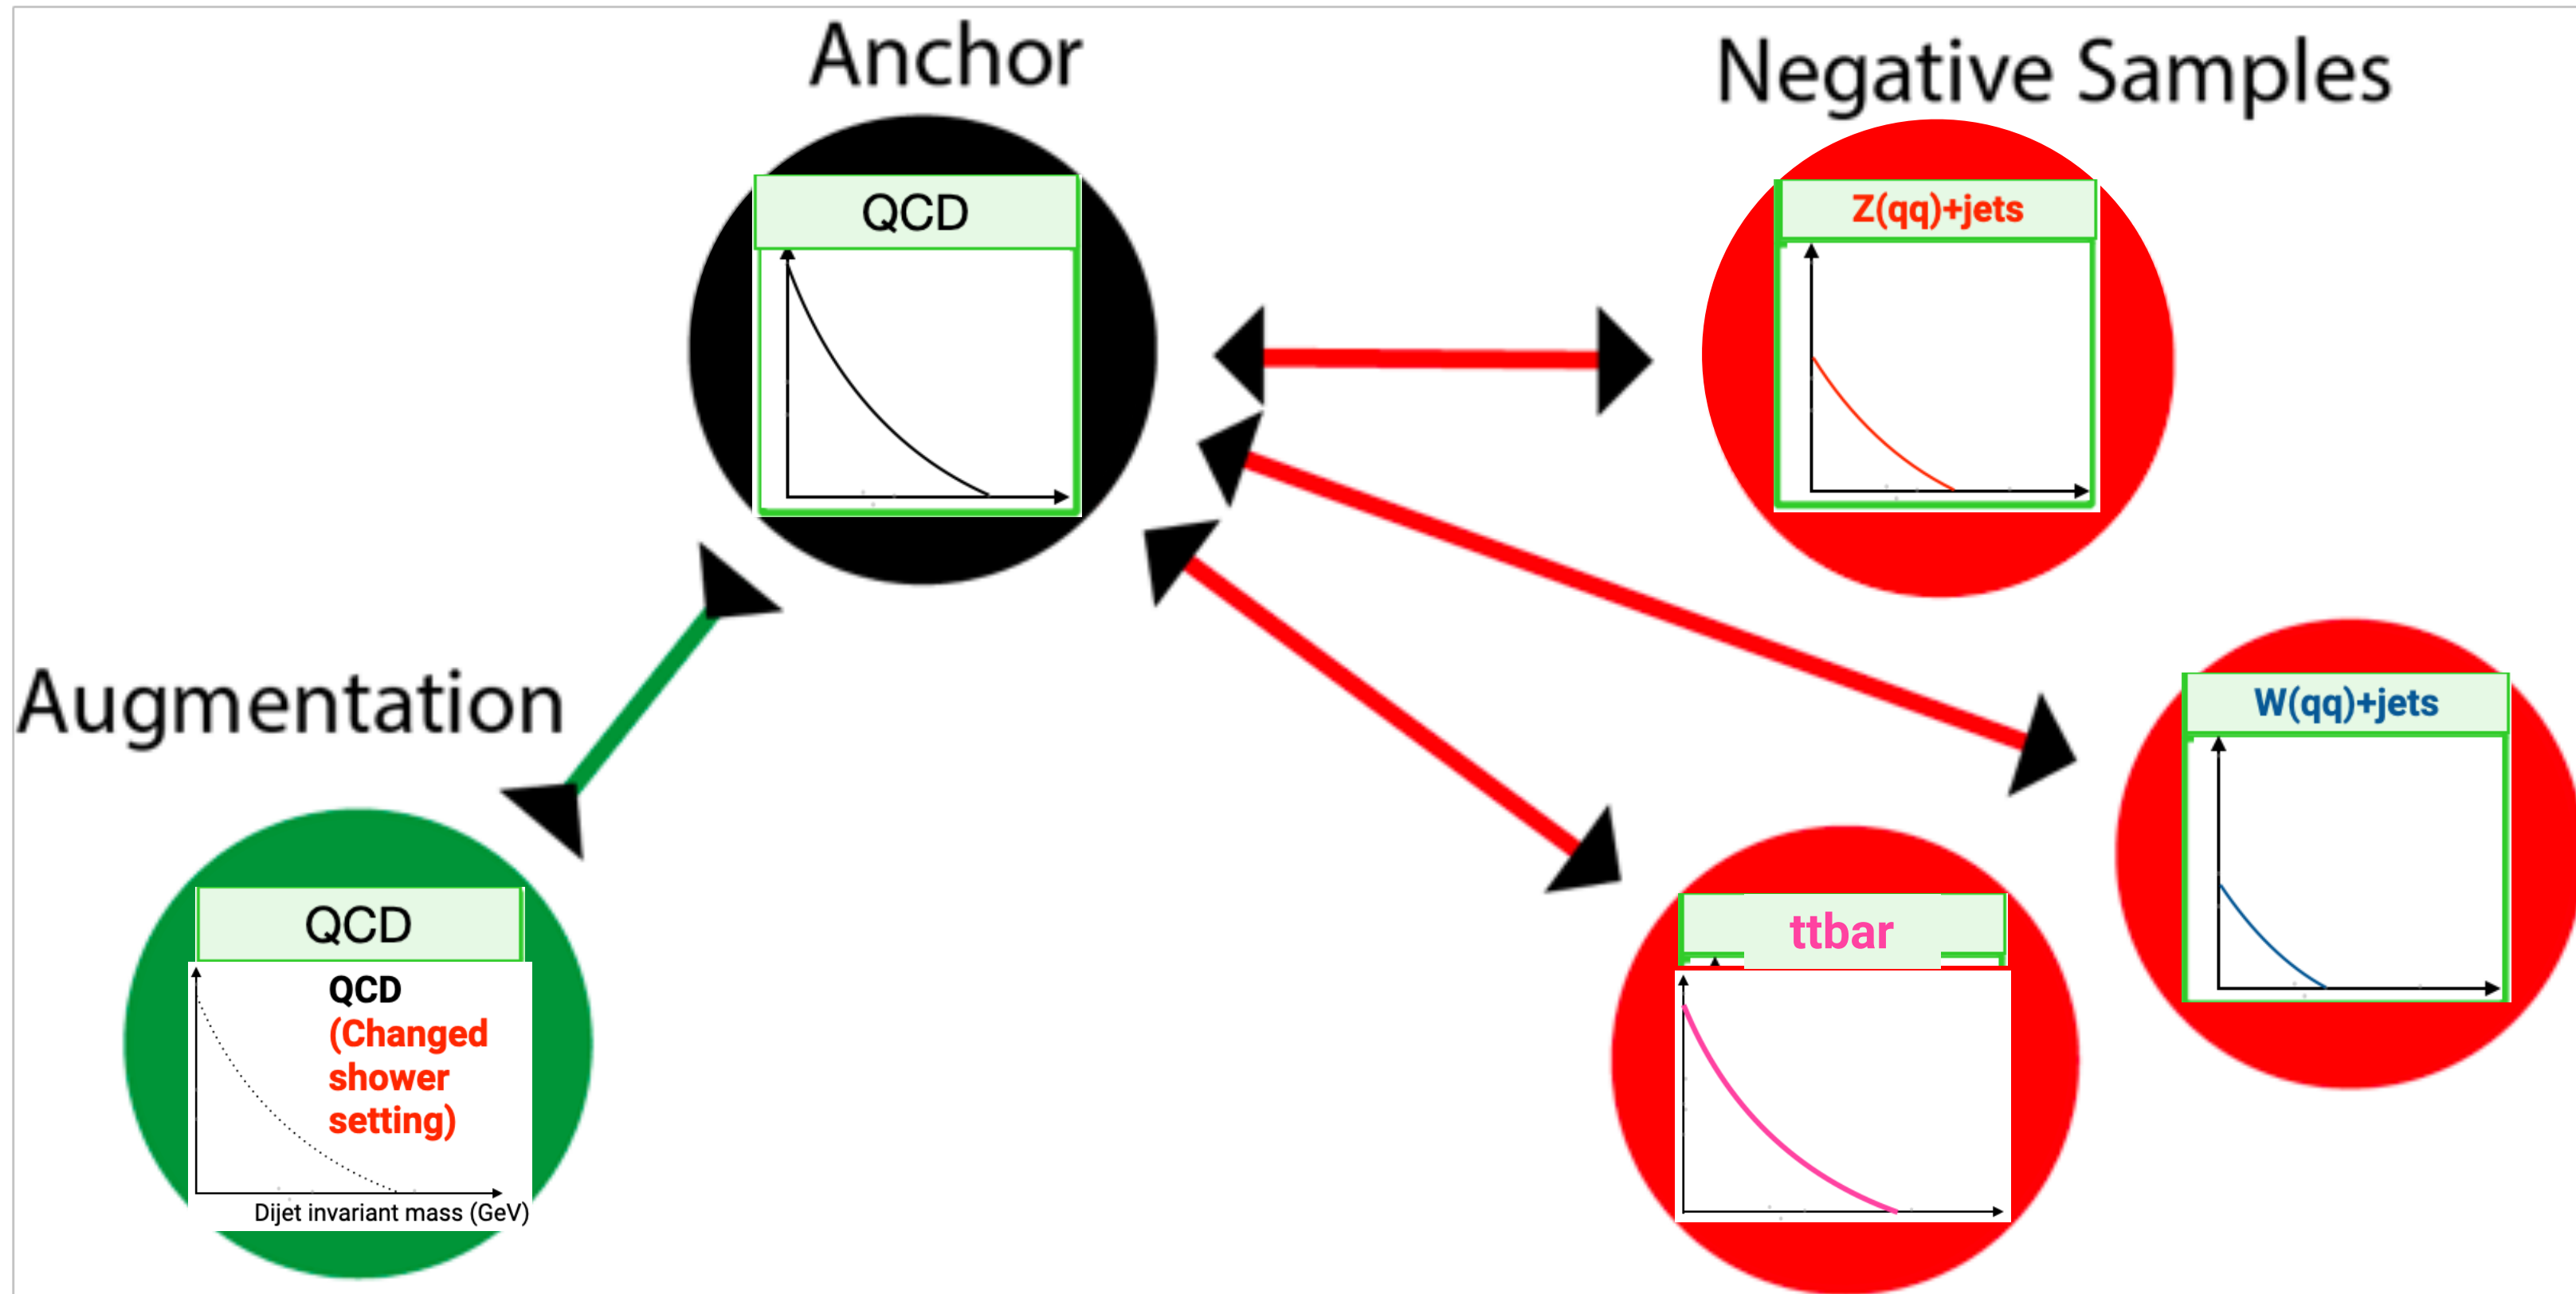 Anchor
Negative Samples
QCD
Z(qq)+jets
Augmentation
W(qq)+jets
QCD
QCD
(Changed
shower
setting)
Dijet invariant mass (GeV)
ttbar